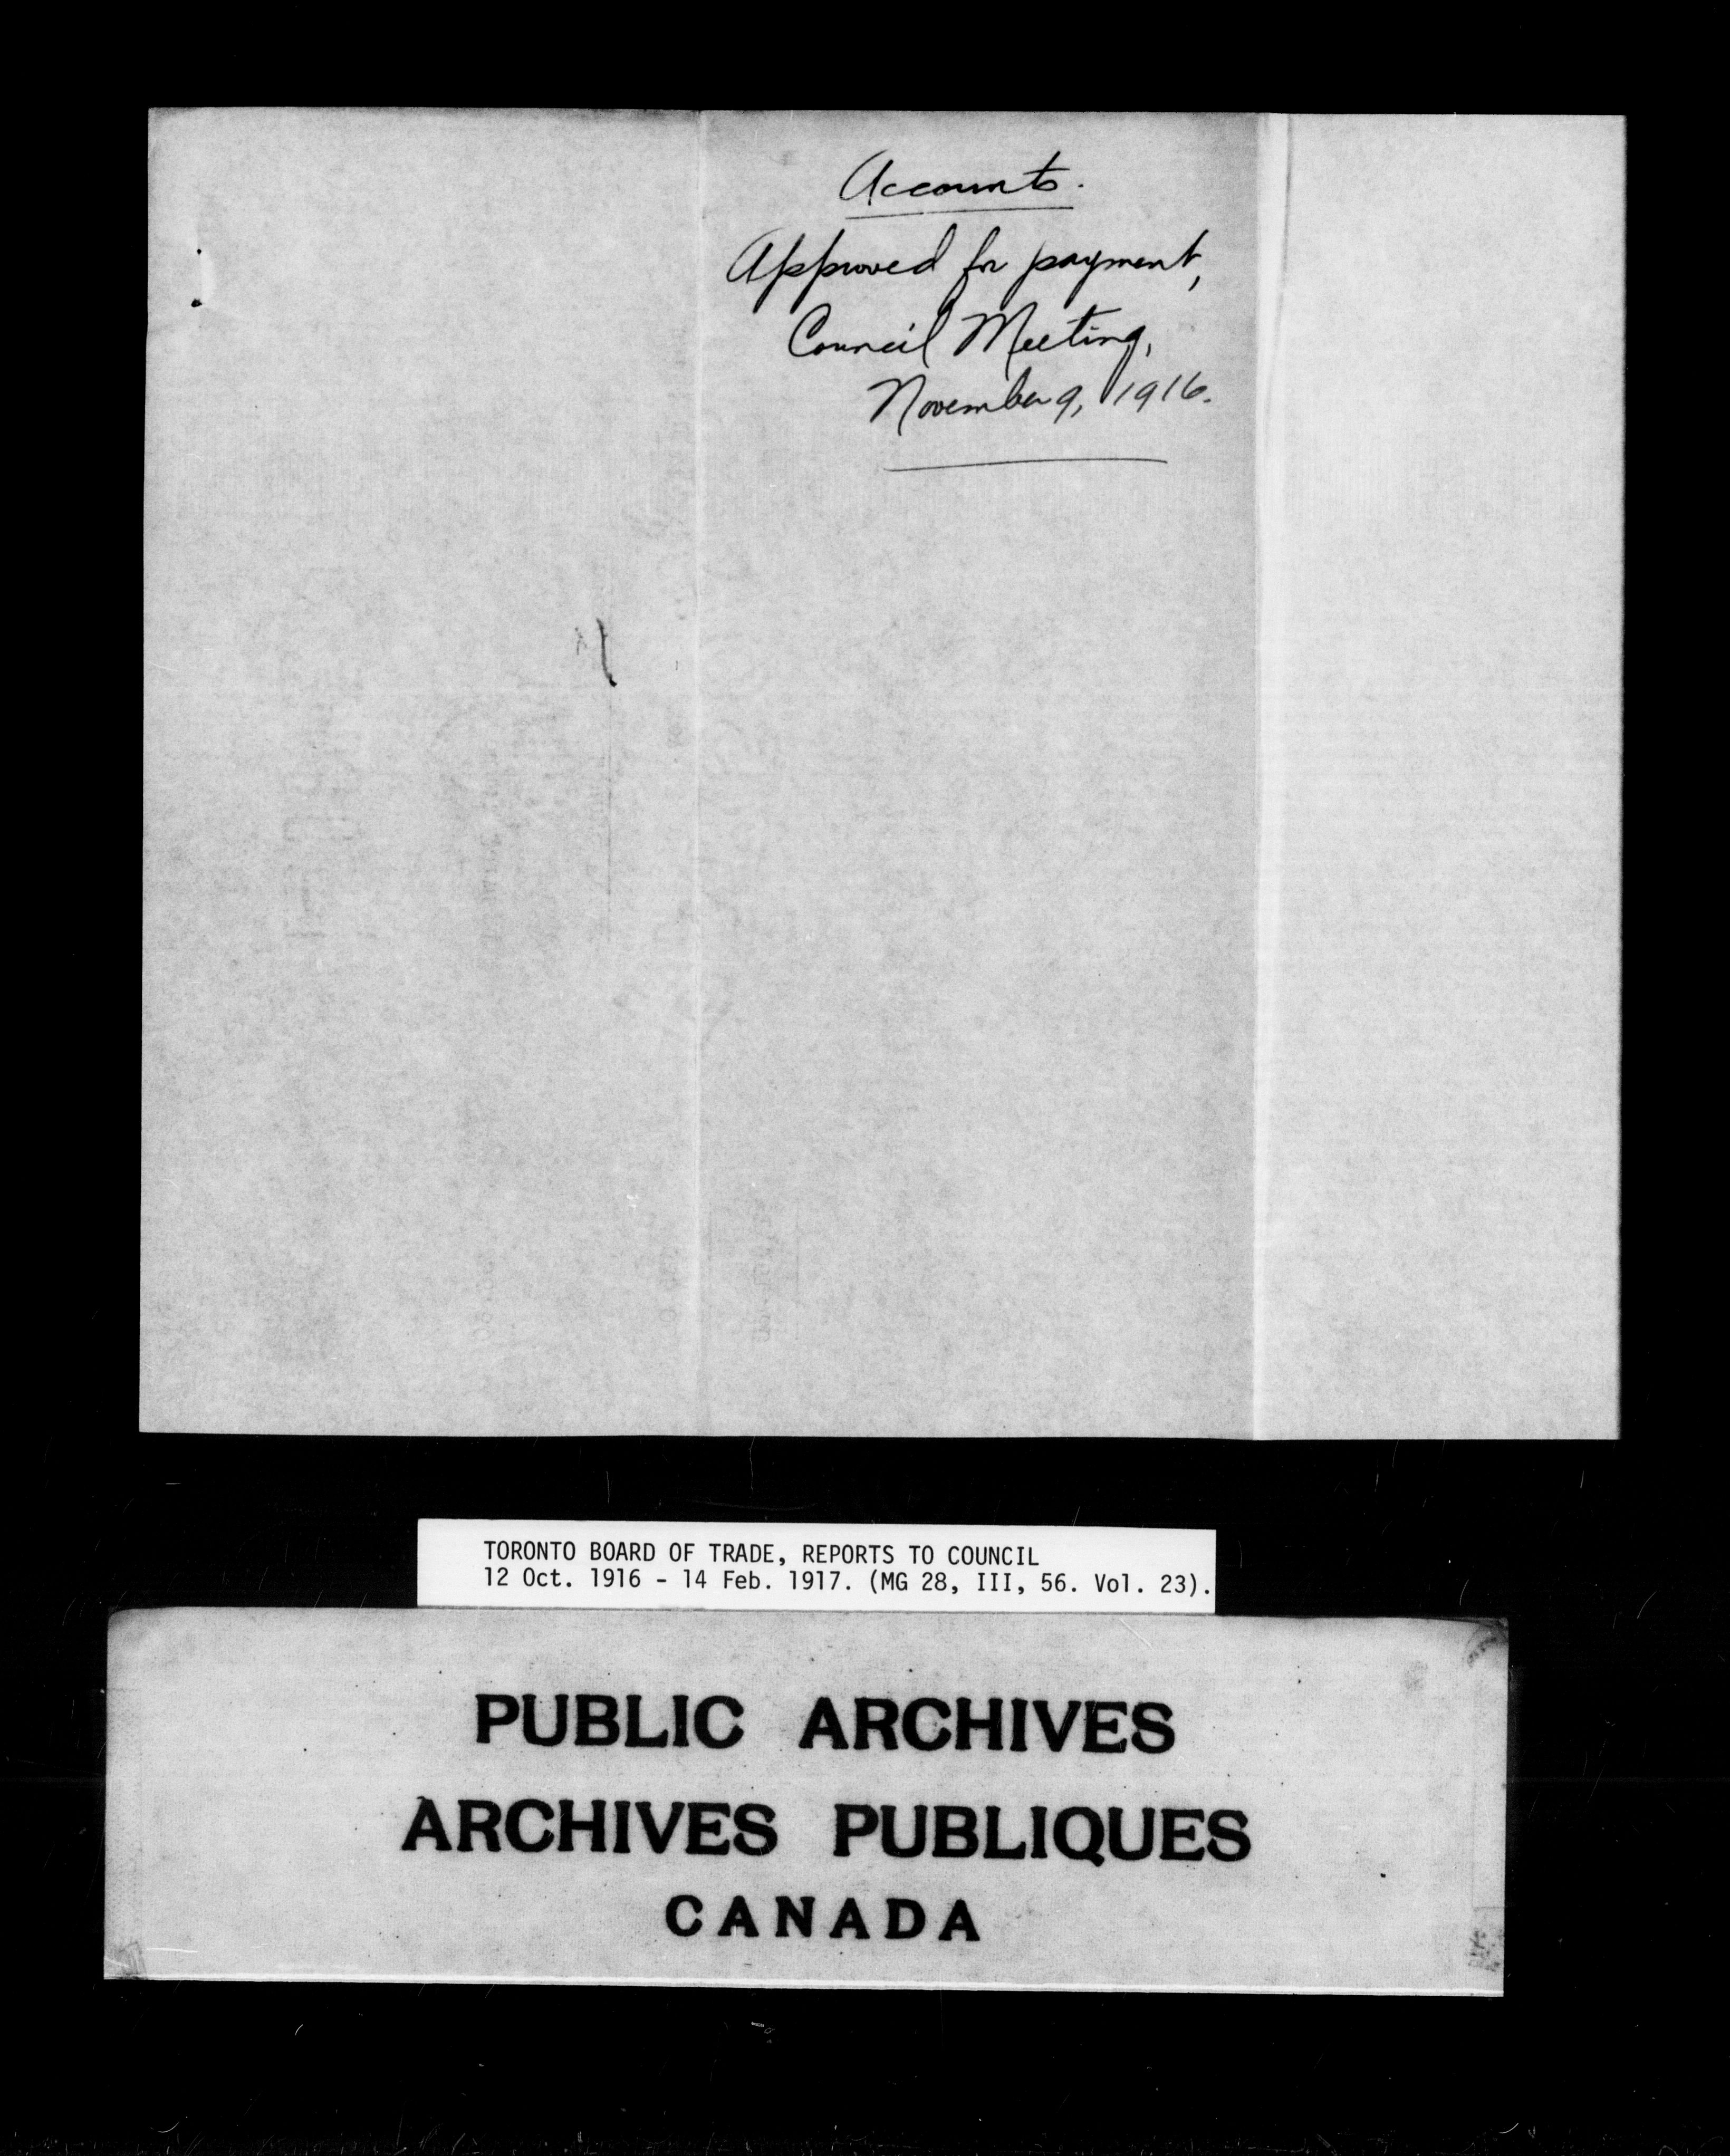 Accounts.
Approved for payment,
Council Meeting,
November 9, 1916.
TORONTO BOARD OF TRADE, REPORTS TO COUNCIL
12 Oct. 1916 - 14 Feb. 1917. (MG 28, III, 56. Vol. 23).
PUBLIC ARCHIVES
ARCHIVES PUBLIQUES
CANADA